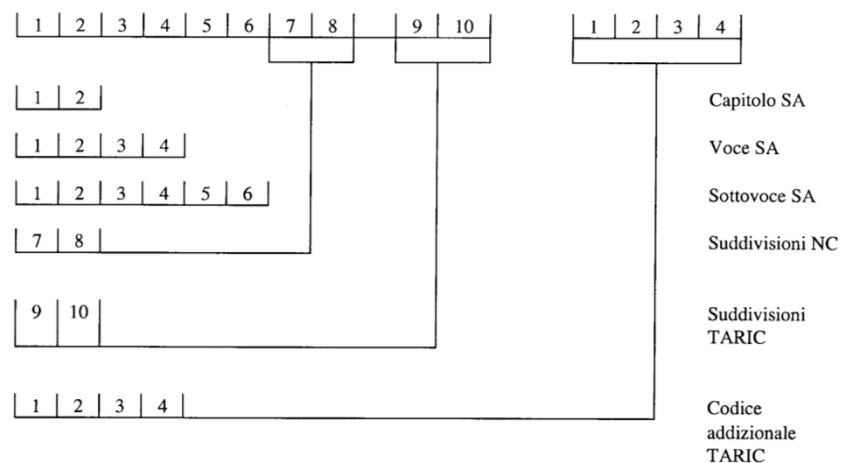 1 2 3 4 5 6 7 8 9 10 1 2 3 4
1 2 Capitolo SA
1 2 3 4 Voce SA
1 2 3 4 5 6 Sottovoce SA
7 8 Suddivisioni NC
9 10 Suddivisioni
TARIC
1 2 3 4 Codice
addizionale
TARIC